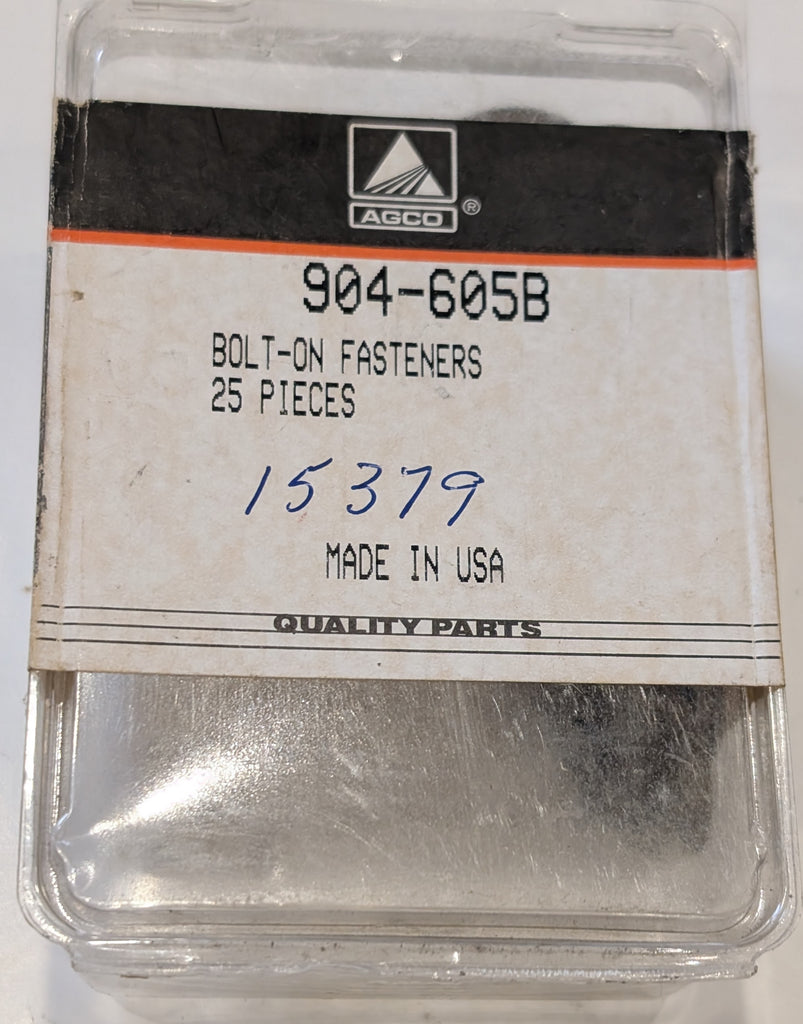 AGCO ®
904-605B
BOLT-ON FASTENERS
25 PIECES
15379
MADE IN USA
QUALITY PARTS